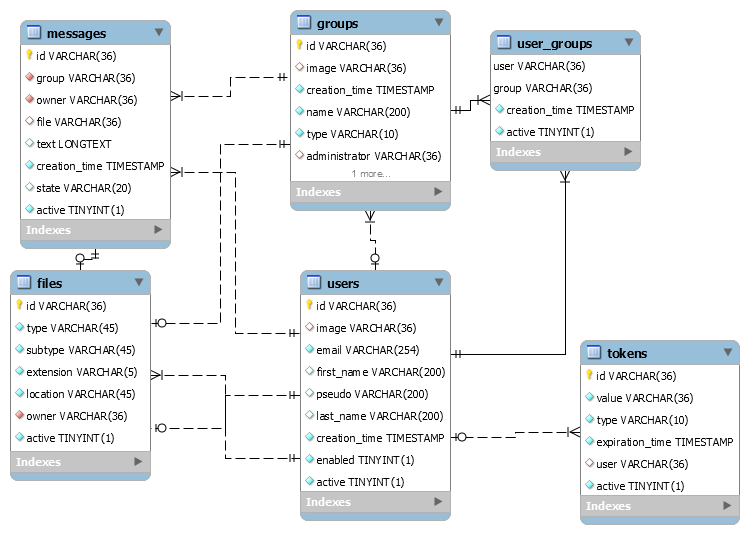 messages
id VARCHAR(36)
group VARCHAR(36)
owner VARCHAR(36)
file VARCHAR(36)
text LONGTEXT
creation_time TIMESTAMP
state VARCHAR(20)
active TINYINT(1)
Indexes
groups
id VARCHAR(36)
image VARCHAR(36)
creation_time TIMESTAMP
name VARCHAR(200)
type VARCHAR(10)
administrator VARCHAR(36)
1 more...
Indexes
user_groups
user VARCHAR(36)
group VARCHAR(36)
creation_time TIMESTAMP
active TINYINT(1)
Indexes
files
id VARCHAR(36)
type VARCHAR(45)
subtype VARCHAR(45)
extension VARCHAR(5)
location VARCHAR(45)
owner VARCHAR(36)
active TINYINT(1)
Indexes
users
id VARCHAR(36)
image VARCHAR(36)
email VARCHAR(254)
first_name VARCHAR(200)
pseudo VARCHAR(200)
last_name VARCHAR(200)
creation_time TIMESTAMP
enabled TINYINT(1)
active TINYINT(1)
Indexes
tokens
id VARCHAR(36)
value VARCHAR(36)
type VARCHAR(10)
expiration_time TIMESTAMP
user VARCHAR(36)
active TINYINT(1)
Indexes